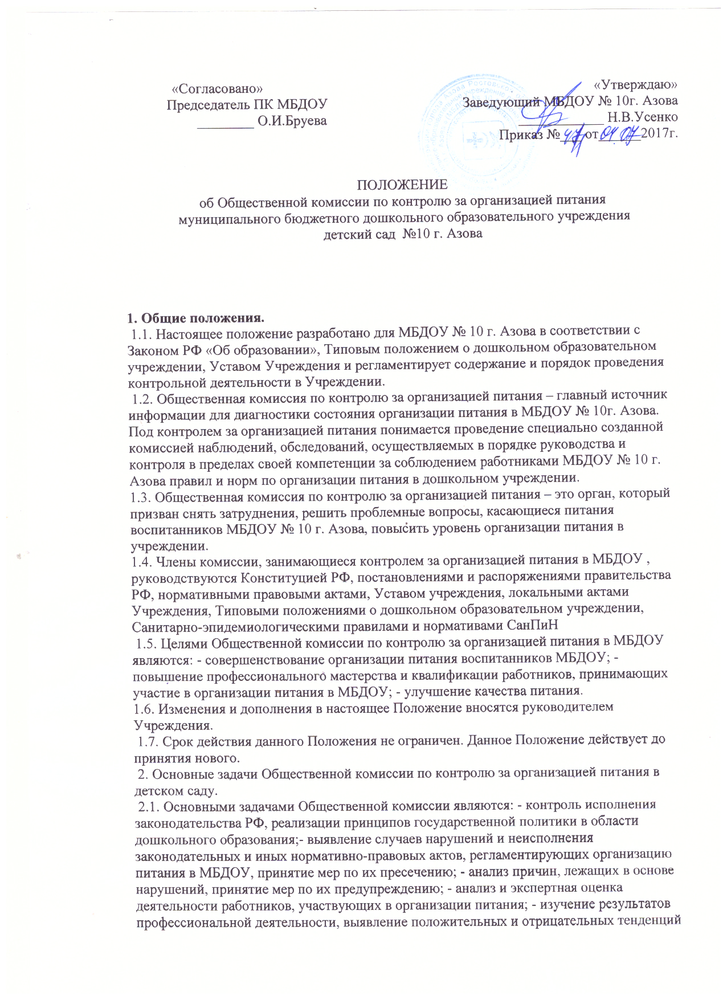 «Согласовано»
Председатель ПК МБДОУ
________ О.И.Бруева
«Утверждаю»
Заведующий МБДОУ № 10г. Азова
____________ Н.В.Усенко
Приказ № 47 от 04 07 2017г.
ПОЛОЖЕНИЕ
об Общественной комиссии по контролю за организацией питания
муниципального бюджетного дошкольного образовательного учреждения
детский сад №10 г. Азова
1. Общие положения.
1.1. Настоящее положение разработано для МБДОУ № 10 г. Азова в соответствии с
Законом РФ «Об образовании», Типовым положением о дошкольном образовательном
учреждении, Уставом Учреждения и регламентирует содержание и порядок проведения
контрольной деятельности в Учреждении.
1.2. Общественная комиссия по контролю за организацией питания – главный источник
информации для диагностики состояния организации питания в МБДОУ № 10г. Азова.
Под контролем за организацией питания понимается проведение специально созданной
комиссией наблюдений, обследований, осуществляемых в порядке руководства и
контроля в пределах своей компетенции за соблюдением работниками МБДОУ № 10 г.
Азова правил и норм по организации питания в дошкольном учреждении.
1.3. Общественная комиссия по контролю за организацией питания – это орган, который
призван снять затруднения, решить проблемные вопросы, касающиеся питания
воспитанников МБДОУ № 10 г. Азова, повысить уровень организации питания в
учреждении.
1.4. Члены комиссии, занимающиеся контролем за организацией питания в МБДОУ ,
руководствуются Конституцией РФ, постановлениями и распоряжениями правительства
РФ, нормативными правовыми актами, Уставом учреждения, локальными актами
Учреждения, Типовыми положениями о дошкольном образовательном учреждении,
Санитарно-эпидемиологическими правилами и нормативами СанПиН
1.5. Целями Общественной комиссии по контролю за организацией питания в МБДОУ
являются: - совершенствование организации питания воспитанников МБДОУ; -
повышение профессионального мастерства и квалификации работников, принимающих
участие в организации питания в МБДОУ; - улучшение качества питания.
1.6. Изменения и дополнения в настоящее Положение вносятся руководителем
Учреждения.
1.7. Срок действия данного Положения не ограничен. Данное Положение действует до
принятия нового.
2. Основные задачи Общественной комиссии по контролю за организацией питания в
детском саду.
2.1. Основными задачами Общественной комиссии являются: - контроль исполнения
законодательства РФ, реализации принципов государственной политики в области
дошкольного образования;- выявление случаев нарушений и неисполнения
законодательных и иных нормативно-правовых актов, регламентирующих организацию
питания в МБДОУ, принятие мер по их пресечению; - анализ причин, лежащих в основе
нарушений, принятие мер по их предупреждению; - анализ и экспертная оценка
деятельности работников, участвующих в организации питания; - изучение результатов
профессиональной деятельности, выявление положительных и отрицательных тенденций